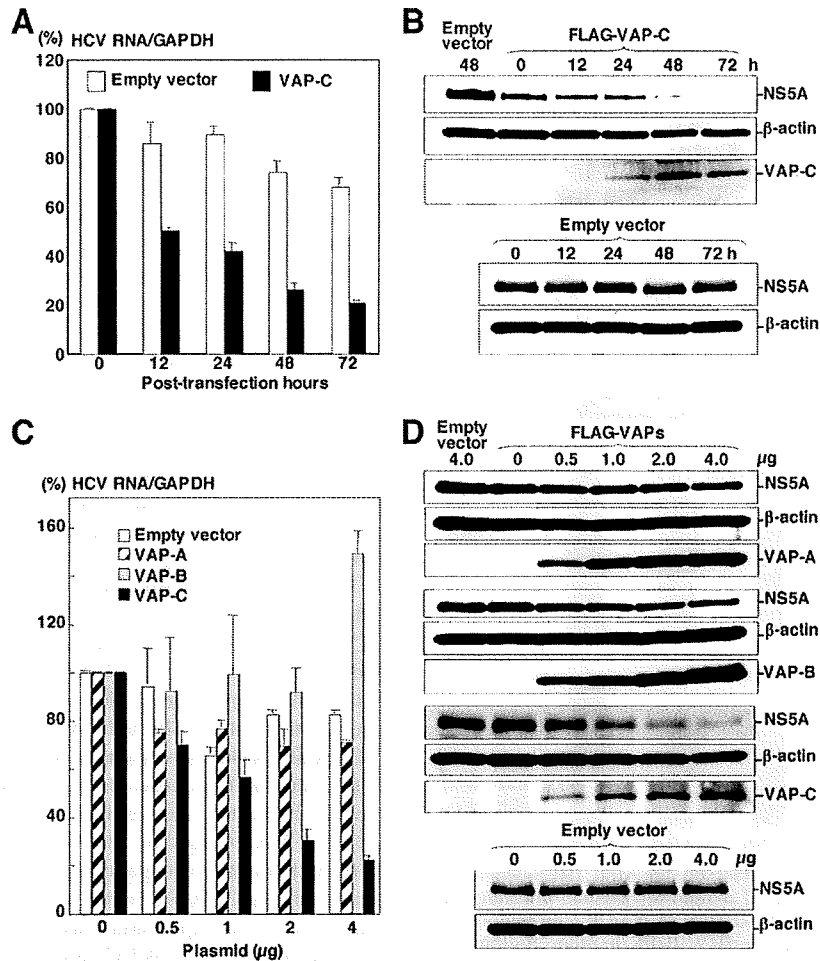 A
(%) HCV RNA/GAPDH
120
100
80
60
40
20
0
Empty vector
VAP-C
0 12 24 48 72
Post-transfection hours
B
Empty vector
FLAG-VAP-C
48 0 12 24 48 72 h
NS5A
β-actin
VAP-C
Empty vector
0 12 24 48 72 h
NS5A
β-actin
C
(%) HCV RNA/GAPDH
160
120
80
40
0
Empty vector
VAP-A
VAP-B
VAP-C
0 0.5 1 2 4
Plasmid (µg)
D
Empty vector
FLAG-VAPs
4.0 0 0.5 1.0 2.0 4.0 µg
NS5A
β-actin
VAP-A
NS5A
β-actin
VAP-B
NS5A
β-actin
VAP-C
Empty vector
0 0.5 1.0 2.0 4.0 µg
NS5A
β-actin